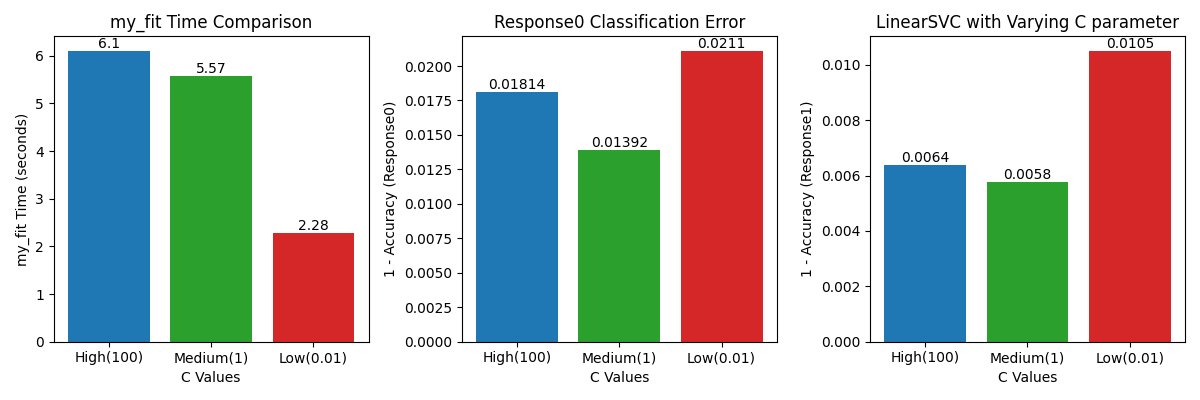 my_fit Time Comparison
my_fit Time (seconds)
6
5
4
3
2
1
0
6.1
5.57
2.28
High(100) Medium(1) Low(0.01)
C Values
Response0 Classification Error
1 - Accuracy (Response0)
0.0200
0.0175
0.0150
0.0125
0.0100
0.0075
0.0050
0.0025
0.0000
0.01814
0.01392
0.0211
High(100) Medium(1) Low(0.01)
C Values
LinearSVC with Varying C parameter
1 - Accuracy (Response1)
0.010
0.008
0.006
0.004
0.002
0.000
0.0064
0.0058
0.0105
High(100) Medium(1) Low(0.01)
C Values